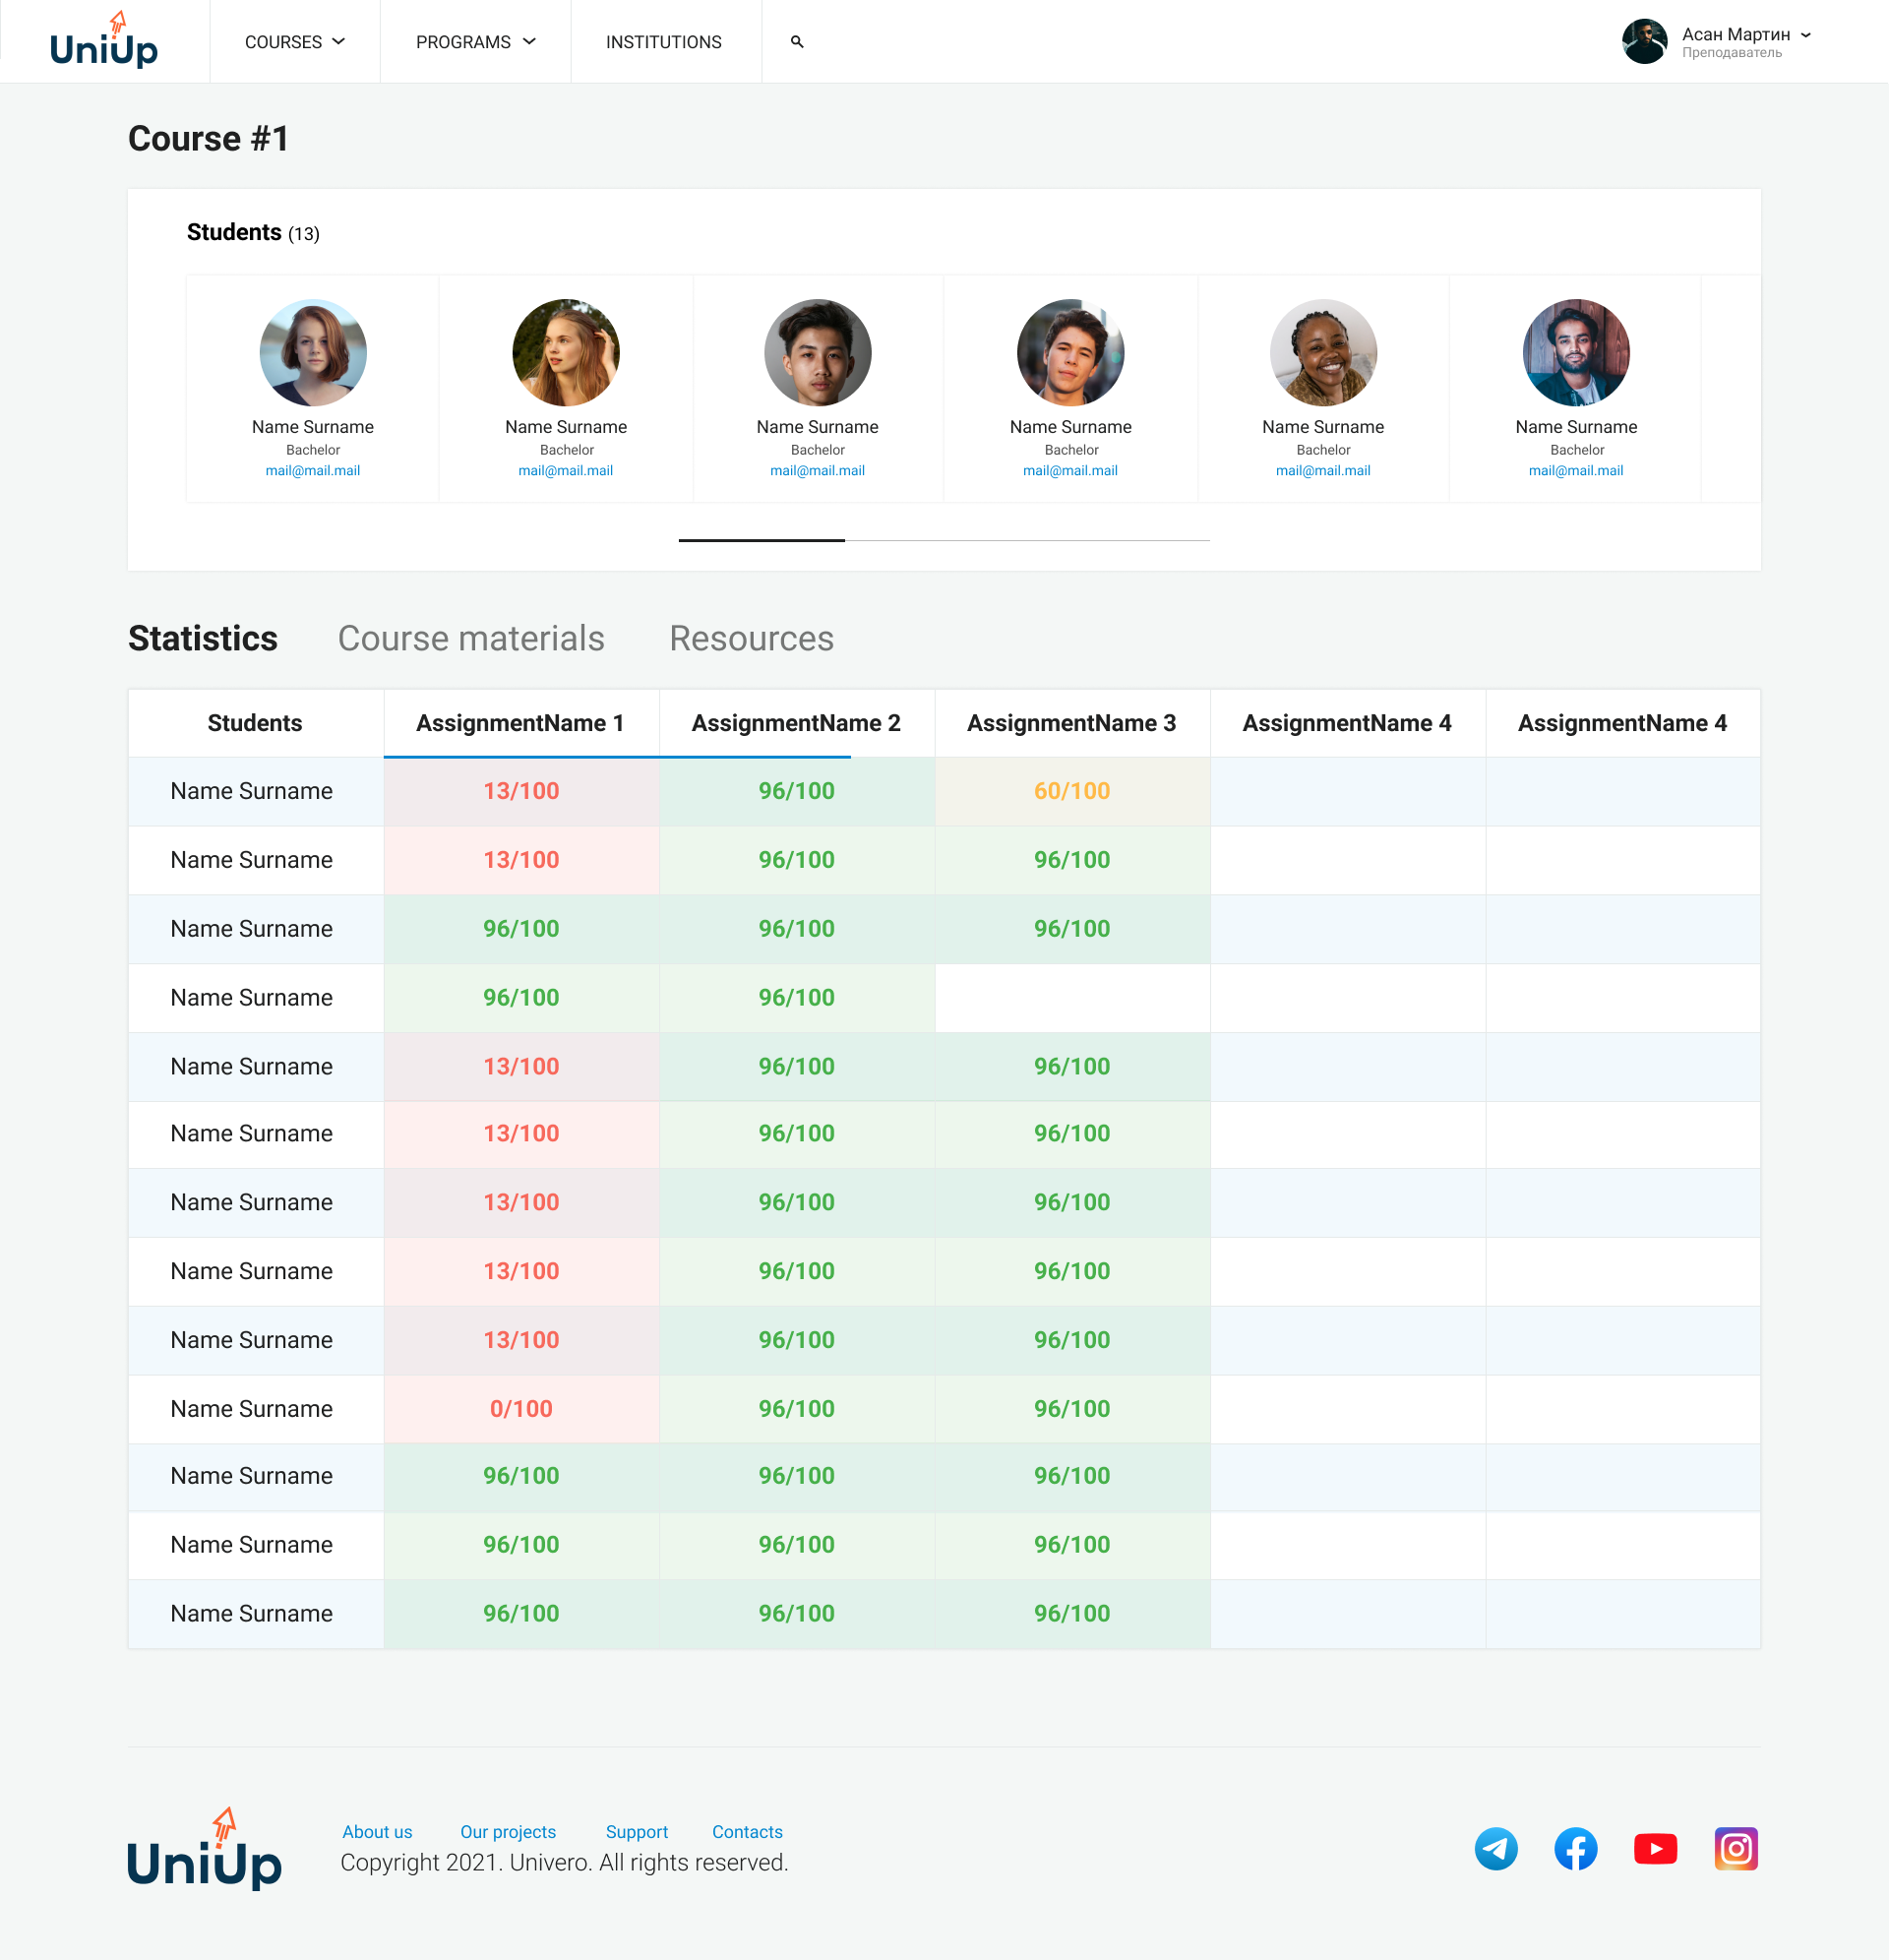 UniUp
COURSES
PROGRAMS
INSTITUTIONS
Асан Мартин
Преподаватель
Course #1
Students (13)
Name Surname Name Surname Name Surname Name Surname Name Surname Name Surname
Bachelor Bachelor Bachelor Bachelor Bachelor Bachelor
mail@mail.mail mail@mail.mail mail@mail.mail mail@mail.mail mail@mail.mail mail@mail.mail
Statistics Course materials Resources
Students AssignmentName 1 AssignmentName 2 AssignmentName 3 AssignmentName 4 AssignmentName 4
Name Surname 13/100 96/100 60/100
Name Surname 13/100 96/100 96/100
Name Surname 96/100 96/100 96/100
Name Surname 96/100 96/100
Name Surname 13/100 96/100 96/100
Name Surname 13/100 96/100 96/100
Name Surname 13/100 96/100 96/100
Name Surname 13/100 96/100 96/100
Name Surname 13/100 96/100 96/100
Name Surname 0/100 96/100 96/100
Name Surname 96/100 96/100 96/100
Name Surname 96/100 96/100 96/100
Name Surname 96/100 96/100 96/100
UniUp
About us Our projects Support Contacts
Copyright 2021. Univero. All rights reserved.